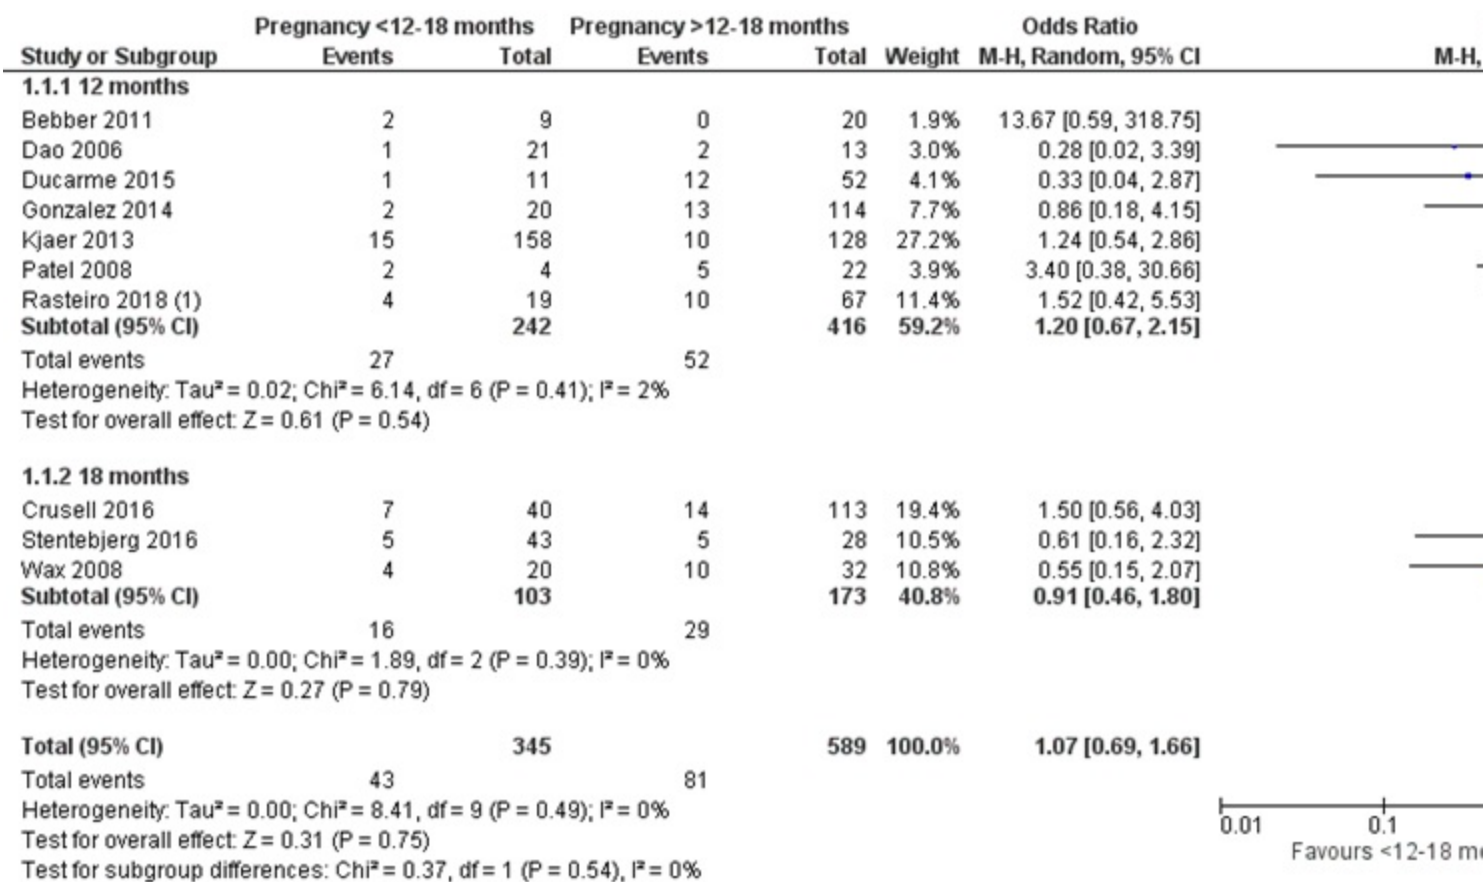 Pregnancy <12-18 months Pregnancy >12-18 months Odds Ratio
Study or Subgroup Events Total Events Total Weight M-H, Random, 95% CI M-H,
1.1.1 12 months
Bebber 2011 2 9 0 20 1.9% 13.67 [0.59, 318.75]
Dao 2006 1 21 2 13 3.0% 0.28 [0.02, 3.39]
Ducarme 2015 1 11 12 52 4.1% 0.33 [0.04, 2.87]
Gonzalez 2014 2 20 13 114 7.7% 0.86 [0.18, 4.15]
Kjaer 2013 15 158 10 128 27.2% 1.24 [0.54, 2.86]
Patel 2008 2 4 5 22 3.9% 3.40 [0.38, 30.66]
Rasteiro 2018 (1) 4 19 10 67 11.4% 1.52 [0.42, 5.53]
Subtotal (95% CI) 242 416 59.2% 1.20 [0.67, 2.15]
Total events 27 52
Heterogeneity: Tau² = 0.02; Chi² = 6.14, df = 6 (P = 0.41); I² = 2%
Test for overall effect: Z = 0.61 (P = 0.54)
1.1.2 18 months
Crusell 2016 7 40 14 113 19.4% 1.50 [0.56, 4.03]
Stentebjerg 2016 5 43 5 28 10.5% 0.61 [0.16, 2.32]
Wax 2008 4 20 10 32 10.8% 0.55 [0.15, 2.07]
Subtotal (95% CI) 103 173 40.8% 0.91 [0.46, 1.80]
Total events 16 29
Heterogeneity: Tau² = 0.00; Chi² = 1.89, df = 2 (P = 0.39); I² = 0%
Test for overall effect: Z = 0.27 (P = 0.79)
Total (95% CI) 345 589 100.0% 1.07 [0.69, 1.66]
Total events 43 81
Heterogeneity: Tau² = 0.00; Chi² = 8.41, df = 9 (P = 0.49); I² = 0%
Test for overall effect: Z = 0.31 (P = 0.75)
Test for subgroup differences: Chi² = 0.37, df = 1 (P = 0.54), I² = 0%
0.01 0.1
Favours <12-18